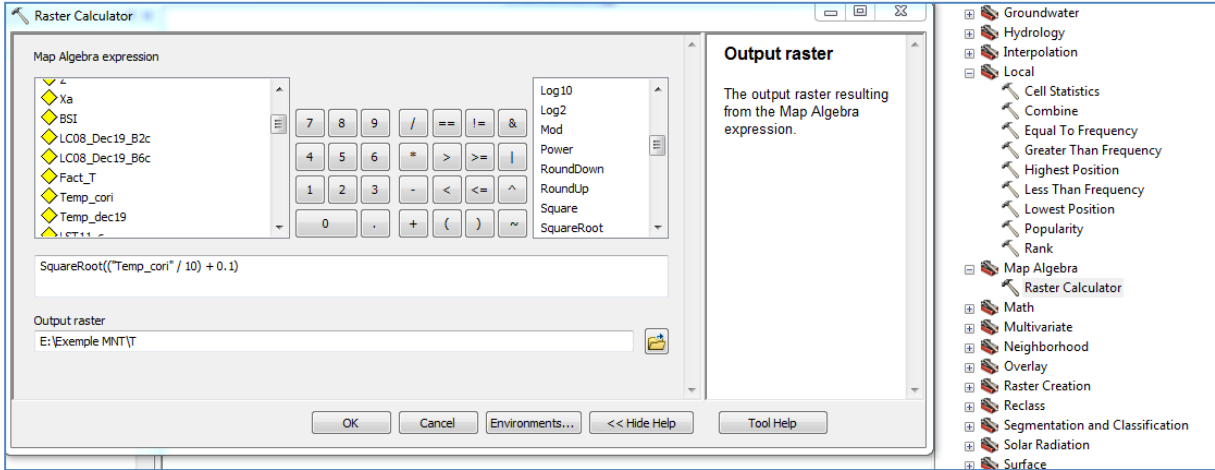 Raster Calculator
Map Algebra expression
Xa
BSI
LC08_Dec19_B2c
LC08_Dec19_B6c
Fact_T
Temp_cori
Temp_dec19
7 8 9 / == != &
4 5 6 * > >= |
1 2 3 - < <= ^
0 . + ( ) ~
Log10
Log2
Mod
Power
RoundDown
RoundUp
Square
SquareRoot
SquareRoot(("Temp_cori" / 10) + 0.1)
Output raster
E:\Exemple MNT\T
OK
Cancel
Environments...
<< Hide Help
Tool Help
Output raster
The output raster resulting
from the Map Algebra
expression.
Groundwater
Hydrology
Interpolation
Local
Cell Statistics
Combine
Equal To Frequency
Greater Than Frequency
Highest Position
Less Than Frequency
Lowest Position
Popularity
Rank
Map Algebra
Raster Calculator
Math
Multivariate
Neighborhood
Overlay
Raster Creation
Reclass
Segmentation and Classification
Solar Radiation
Surface